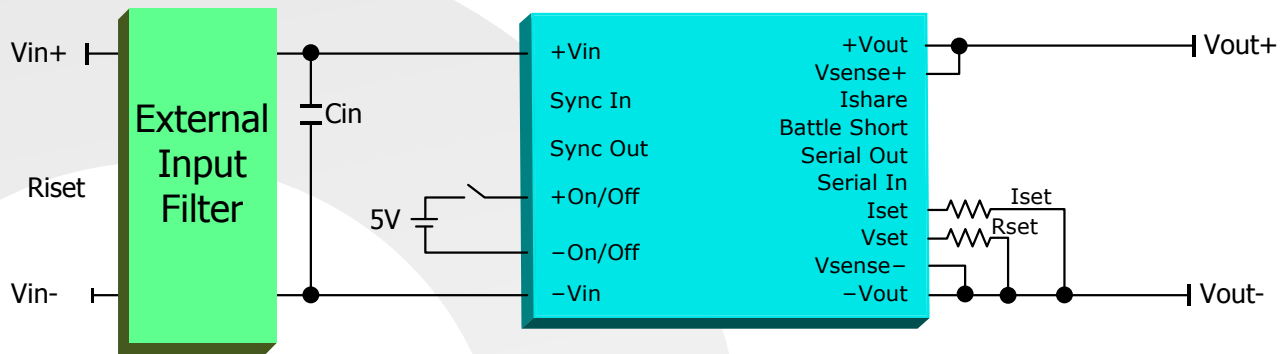 Vin+
Riset
Vin-
External
Input
Filter
Cin
5V
+Vin
Sync In
Sync Out
+On/Off
−On/Off
−Vin
+Vout
Vsense+
Ishare
Battle Short
Serial Out
Serial In
Iset
Vset
Vsense−
−Vout
Iset
Rset
Vout+
Vout-